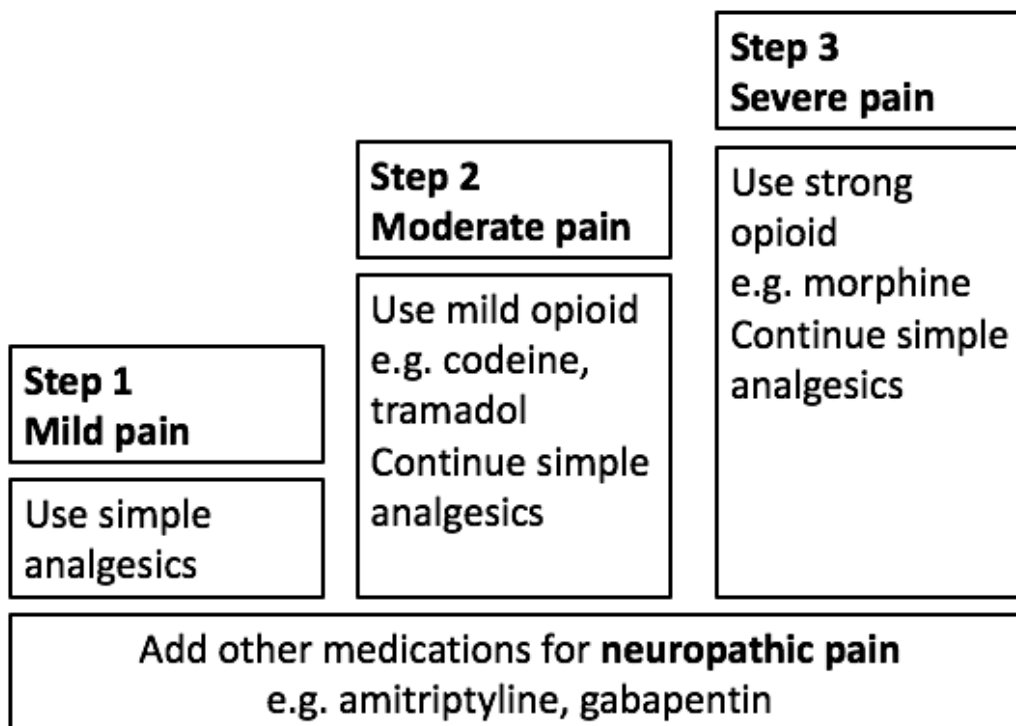 Step 3
Severe pain
Use strong
opioid
e.g. morphine
Continue simple
analgesics
Step 2
Moderate pain
Use mild opioid
e.g. codeine,
tramadol
Continue simple
analgesics
Step 1
Mild pain
Use simple
analgesics
Add other medications for neuropathic pain
e.g. amitriptyline, gabapentin